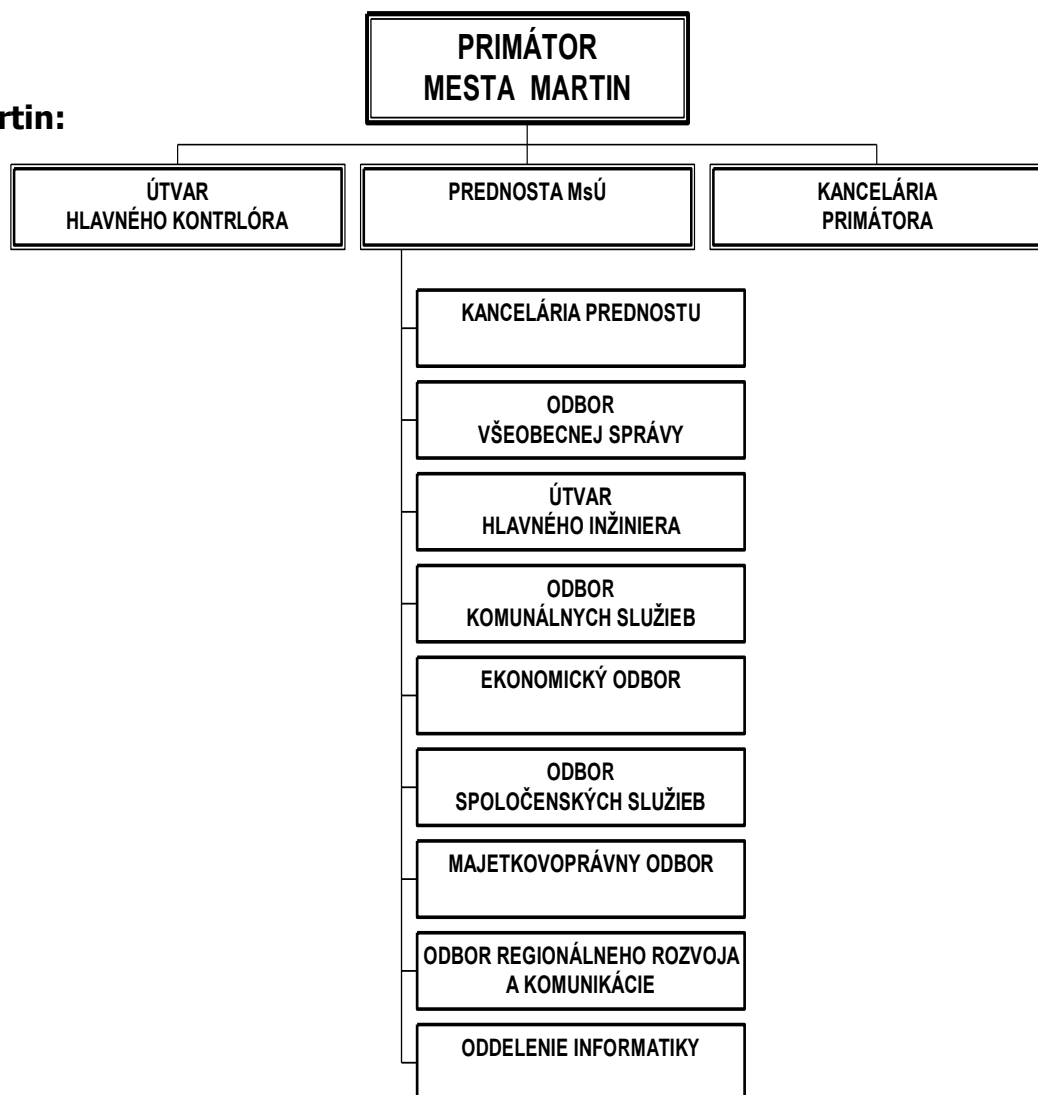 PRIMÁTOR
MESTA MARTIN
rtin:
ÚTVAR
HLAVNÉHO KONTRLÓRA
PREDNOSTA MsÚ
KANCELÁRIA
PRIMÁTORA
KANCELÁRIA PREDNOSTU
ODBOR
VŠEOBECNEJ SPRÁVY
ÚTVAR
HLAVNÉHO INŽINIERA
ODBOR
KOMUNÁLNYCH SLUŽIEB
EKONOMICKÝ ODBOR
ODBOR
SPOLOČENSKÝCH SLUŽIEB
MAJETKOVOPRÁVNY ODBOR
ODBOR REGIONÁLNEHO ROZVOJA
A KOMUNIKÁCIE
ODDELENIE INFORMATIKY